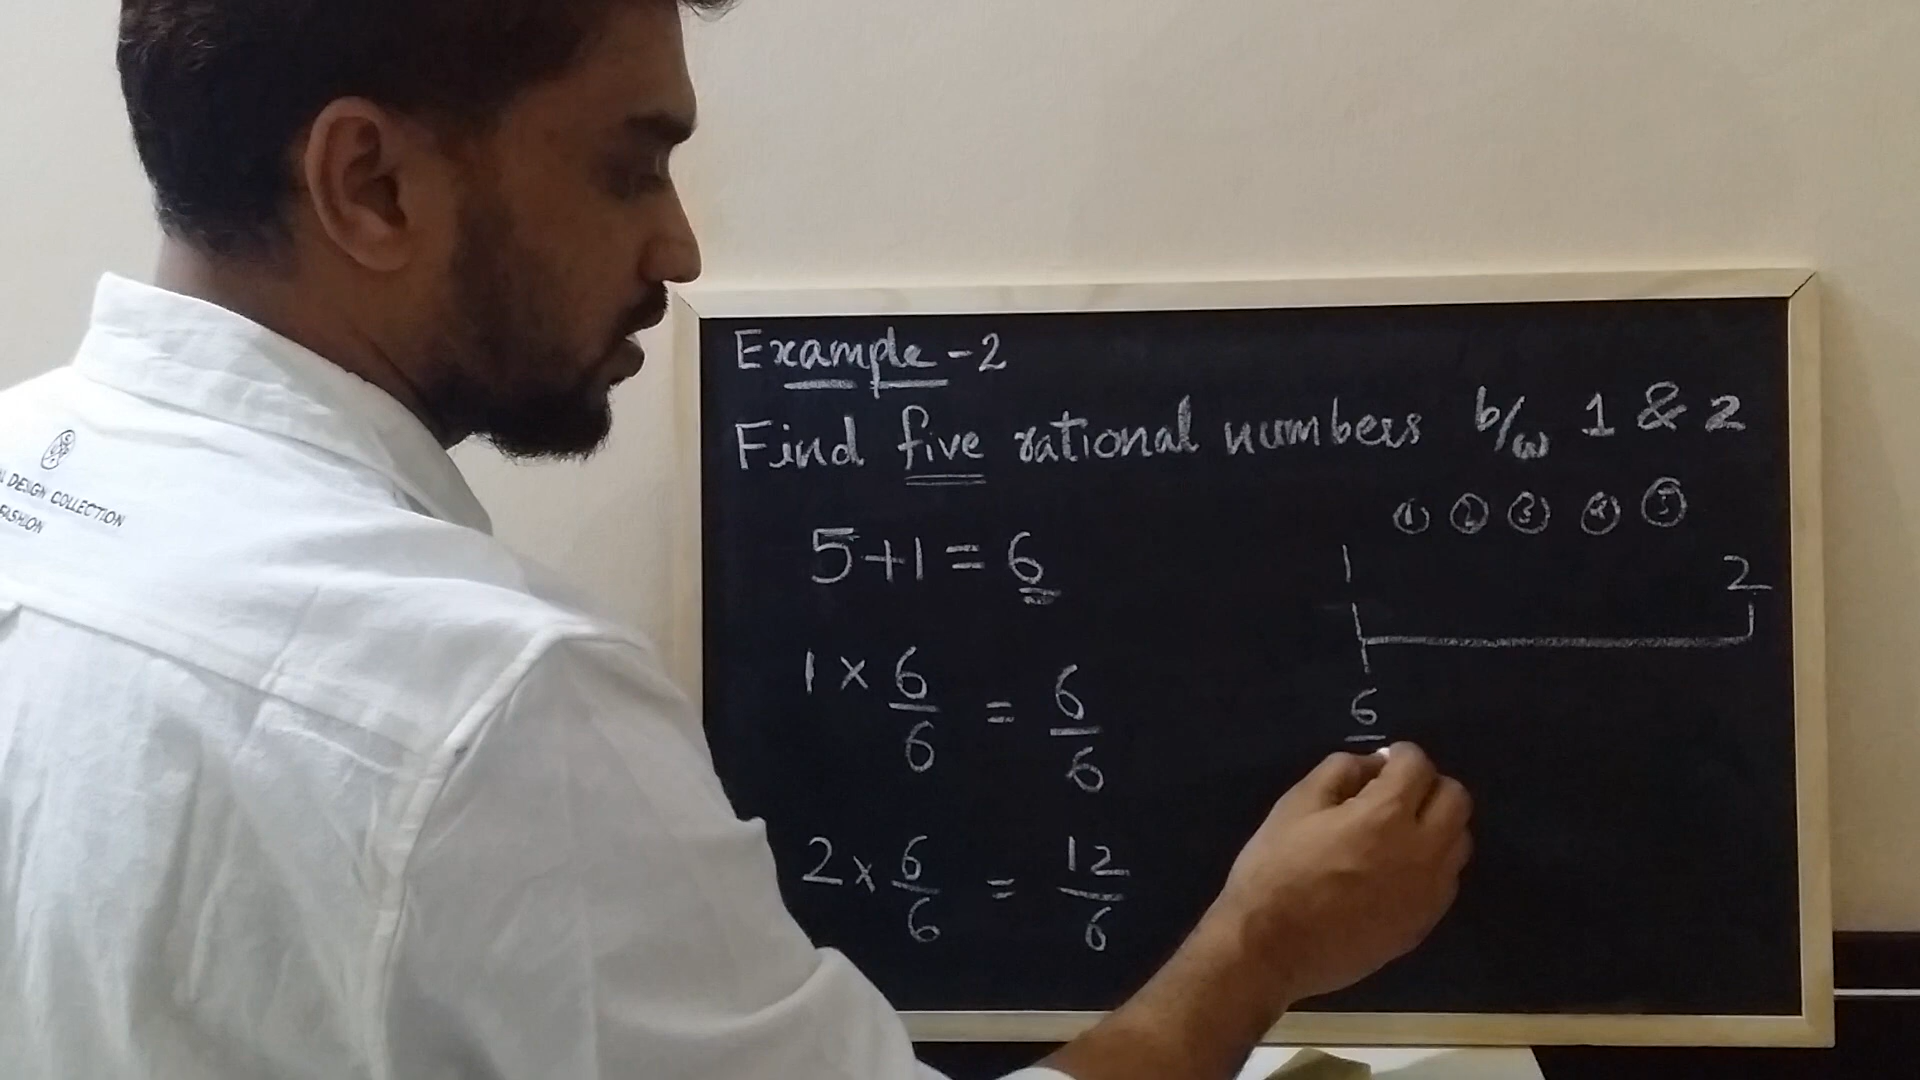 Example-2
Find five rational numbers b/w 1 & 2
① ② ③ ④ ⑤
5+1=6
1 2
1 × 6/6 = 6/6
6
2 × 6/6 = 12/6
DESIGN COLLECTION
FASHION